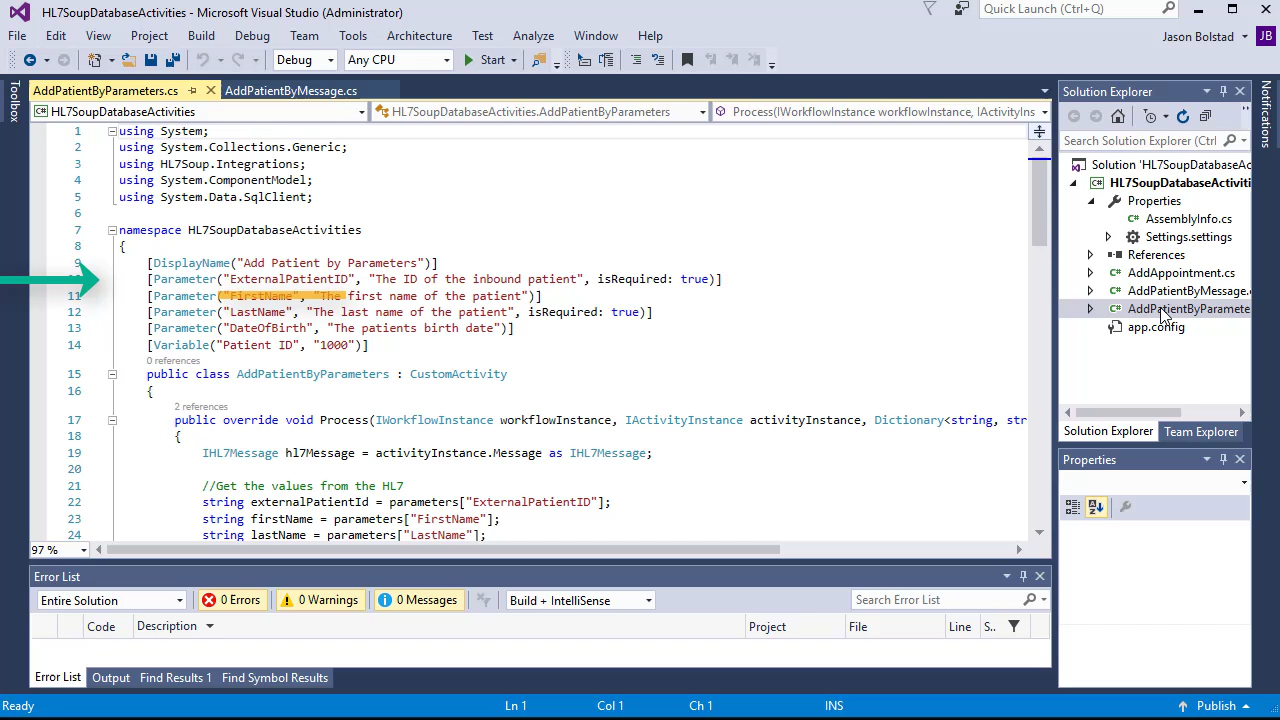 HL7SoupDatabaseActivities - Microsoft Visual Studio (Administrator)
Quick Launch (Ctrl+Q)
File Edit View Project Build Debug Team Tools Architecture Test Analyze Window Help
Jason Bolstad JB
Debug Any CPU Start
Toolbox
AddPatientByParameters.cs AddPatientByMessage.cs
HL7SoupDatabaseActivities HL7SoupDatabaseActivities.AddPatientByParameters Process(IWorkflowInstance workflowInstance, IActivityIns
1 using System;
2 using System.Collections.Generic;
3 using HL7Soup.Integrations;
4 using System.ComponentModel;
5 using System.Data.SqlClient;
6
7 namespace HL7SoupDatabaseActivities
8 {
9 [DisplayName("Add Patient by Parameters")]
10 [Parameter("ExternalPatientID", "The ID of the inbound patient", isRequired: true)]
11 [Parameter("FirstName", "The first name of the patient")]
12 [Parameter("LastName", "The last name of the patient", isRequired: true)]
13 [Parameter("DateOfBirth", "The patients birth date")]
14 [Variable("Patient ID", "1000")]
0 references
15 public class AddPatientByParameters : CustomActivity
16 {
2 references
17 public override void Process(IWorkflowInstance workflowInstance, IActivityInstance activityInstance, Dictionary<string, str
18 {
19 IHL7Message hl7Message = activityInstance.Message as IHL7Message;
20
21 //Get the values from the HL7
22 string externalPatientId = parameters["ExternalPatientID"];
23 string firstName = parameters["FirstName"];
24 string lastName = parameters["LastName"];
97 %
Error List
Entire Solution 0 Errors 0 Warnings 0 Messages Build + IntelliSense Search Error List
Code Description Project File Line S..
Error List Output Find Results 1 Find Symbol Results
Solution Explorer
Search Solution Explorer (Ctrl
Solution 'HL7SoupDatabaseAc
HL7SoupDatabaseActiviti
Properties
AssemblyInfo.cs
Settings.settings
References
AddAppointment.cs
AddPatientByMessage.
AddPatientByParamete
app.config
Solution Explorer Team Explorer
Properties
Notifications
Ready Ln 1 Col 1 Ch 1 INS Publish